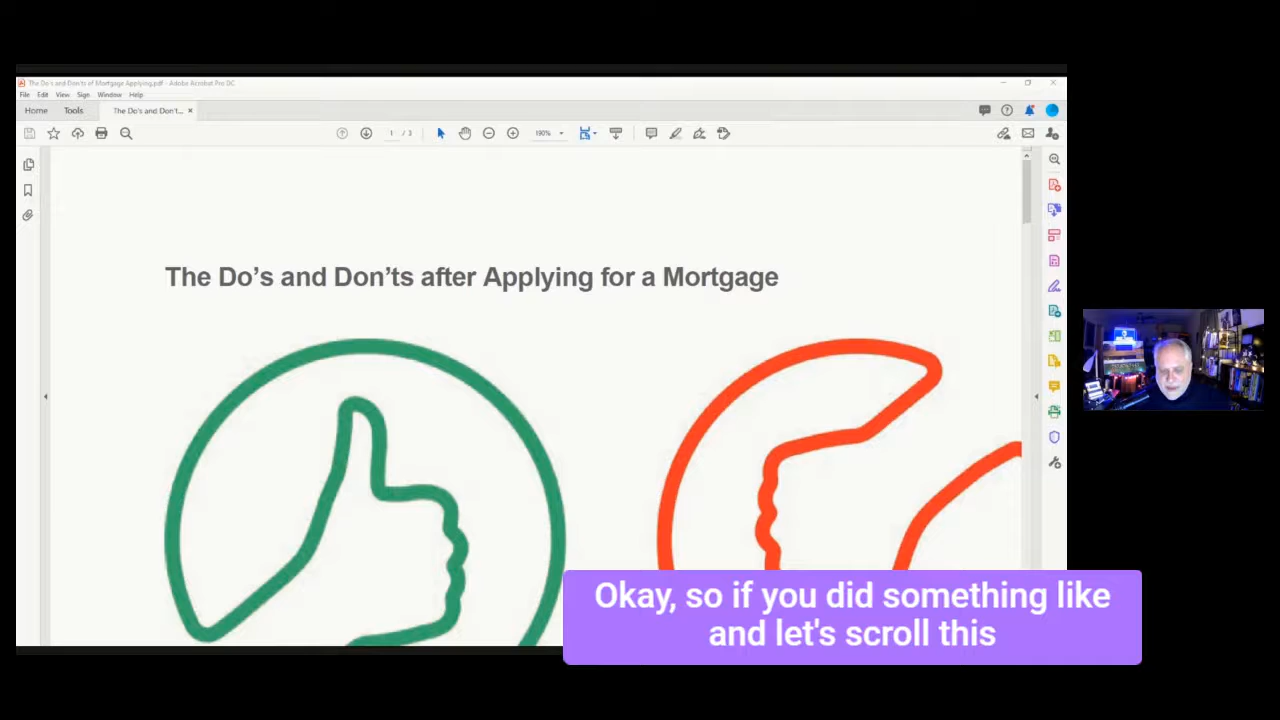 The Do's and Don'ts of Mortgage Applying.pdf - Adobe Acrobat Pro DC
File Edit View Sign Window Help
Home Tools The Do's and Don't... ×
1 / 3 190%
The Do’s and Don’ts after Applying for a Mortgage
Okay, so if you did something like
and let's scroll this